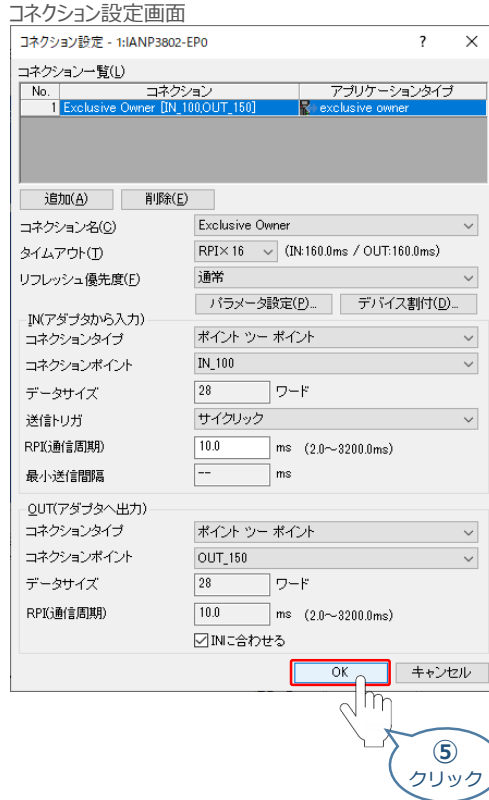 コネクション設定画面
コネクション設定 - 1:IANP3802-EP0 ? ×
コネクション一覧(L)
No. コネクション アプリケーションタイプ
1 Exclusive Owner [IN_100,OUT_150] exclusive owner
追加(A) 削除(E)
コネクション名(C) Exclusive Owner
タイムアウト(T) RPI×16 (IN:160.0ms / OUT:160.0ms)
リフレッシュ優先度(F) 通常
パラメータ設定(P)... デバイス割付(D)...
IN(アダプタから入力)
コネクションタイプ ポイント ツー ポイント
コネクションポイント IN_100
データサイズ 28 ワード
送信トリガ サイクリック
RPI(通信周期) 10.0 ms (2.0～3200.0ms)
最小送信間隔 -- ms
OUT(アダプタへ出力)
コネクションタイプ ポイント ツー ポイント
コネクションポイント OUT_150
データサイズ 28 ワード
RPI(通信周期) 10.0 ms (2.0～3200.0ms)
INに合わせる
OK キャンセル
⑤
クリック